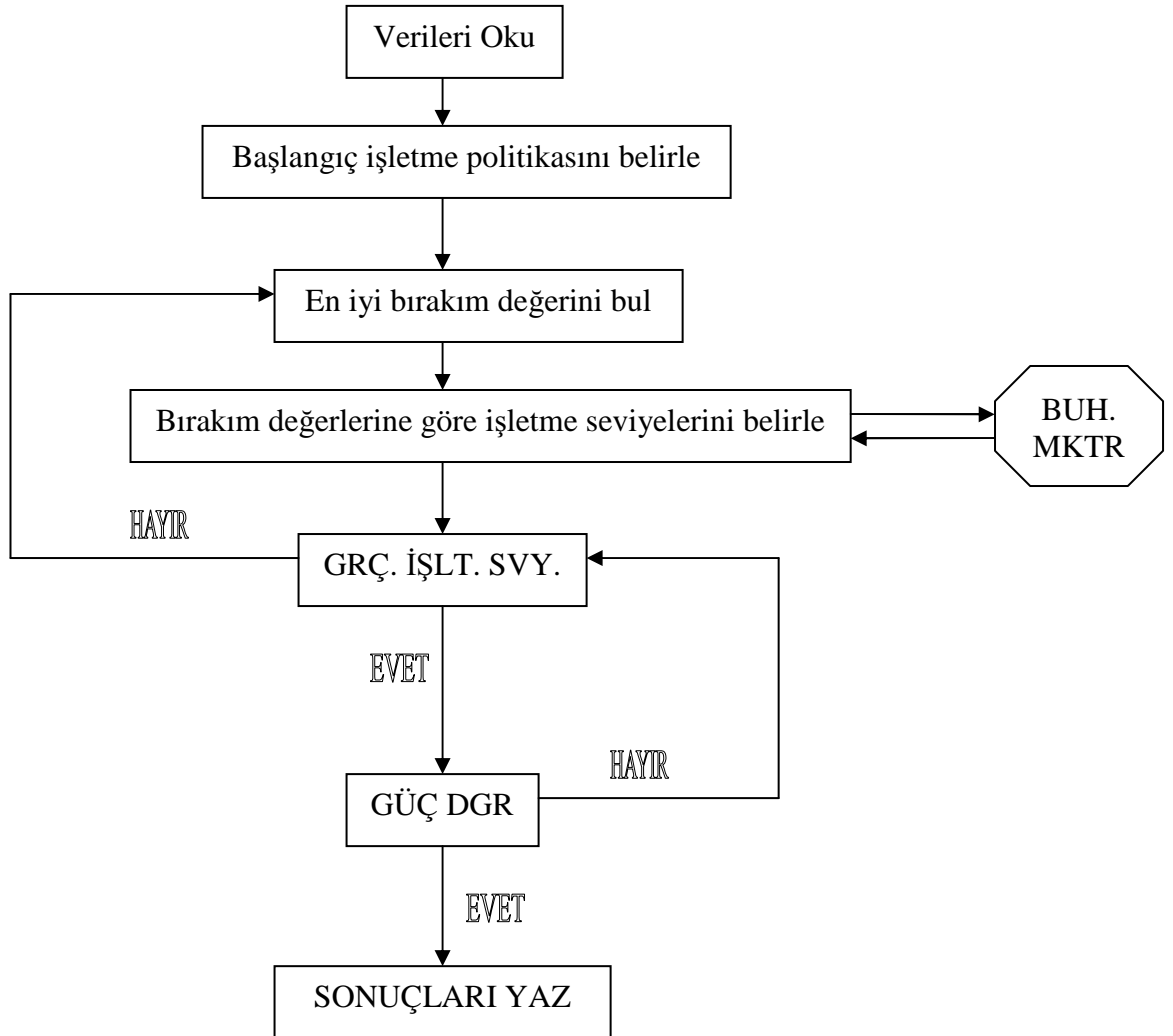 Verileri Oku
Başlangıç işletme politikasını belirle
En iyi bırakım değerini bul
Bırakım değerlerine göre işletme seviyelerini belirle
BUH.
MKTR
HAYIR
GRÇ. İŞLT. SVY.
EVET
HAYIR
GÜÇ DGR
EVET
SONUÇLARI YAZ